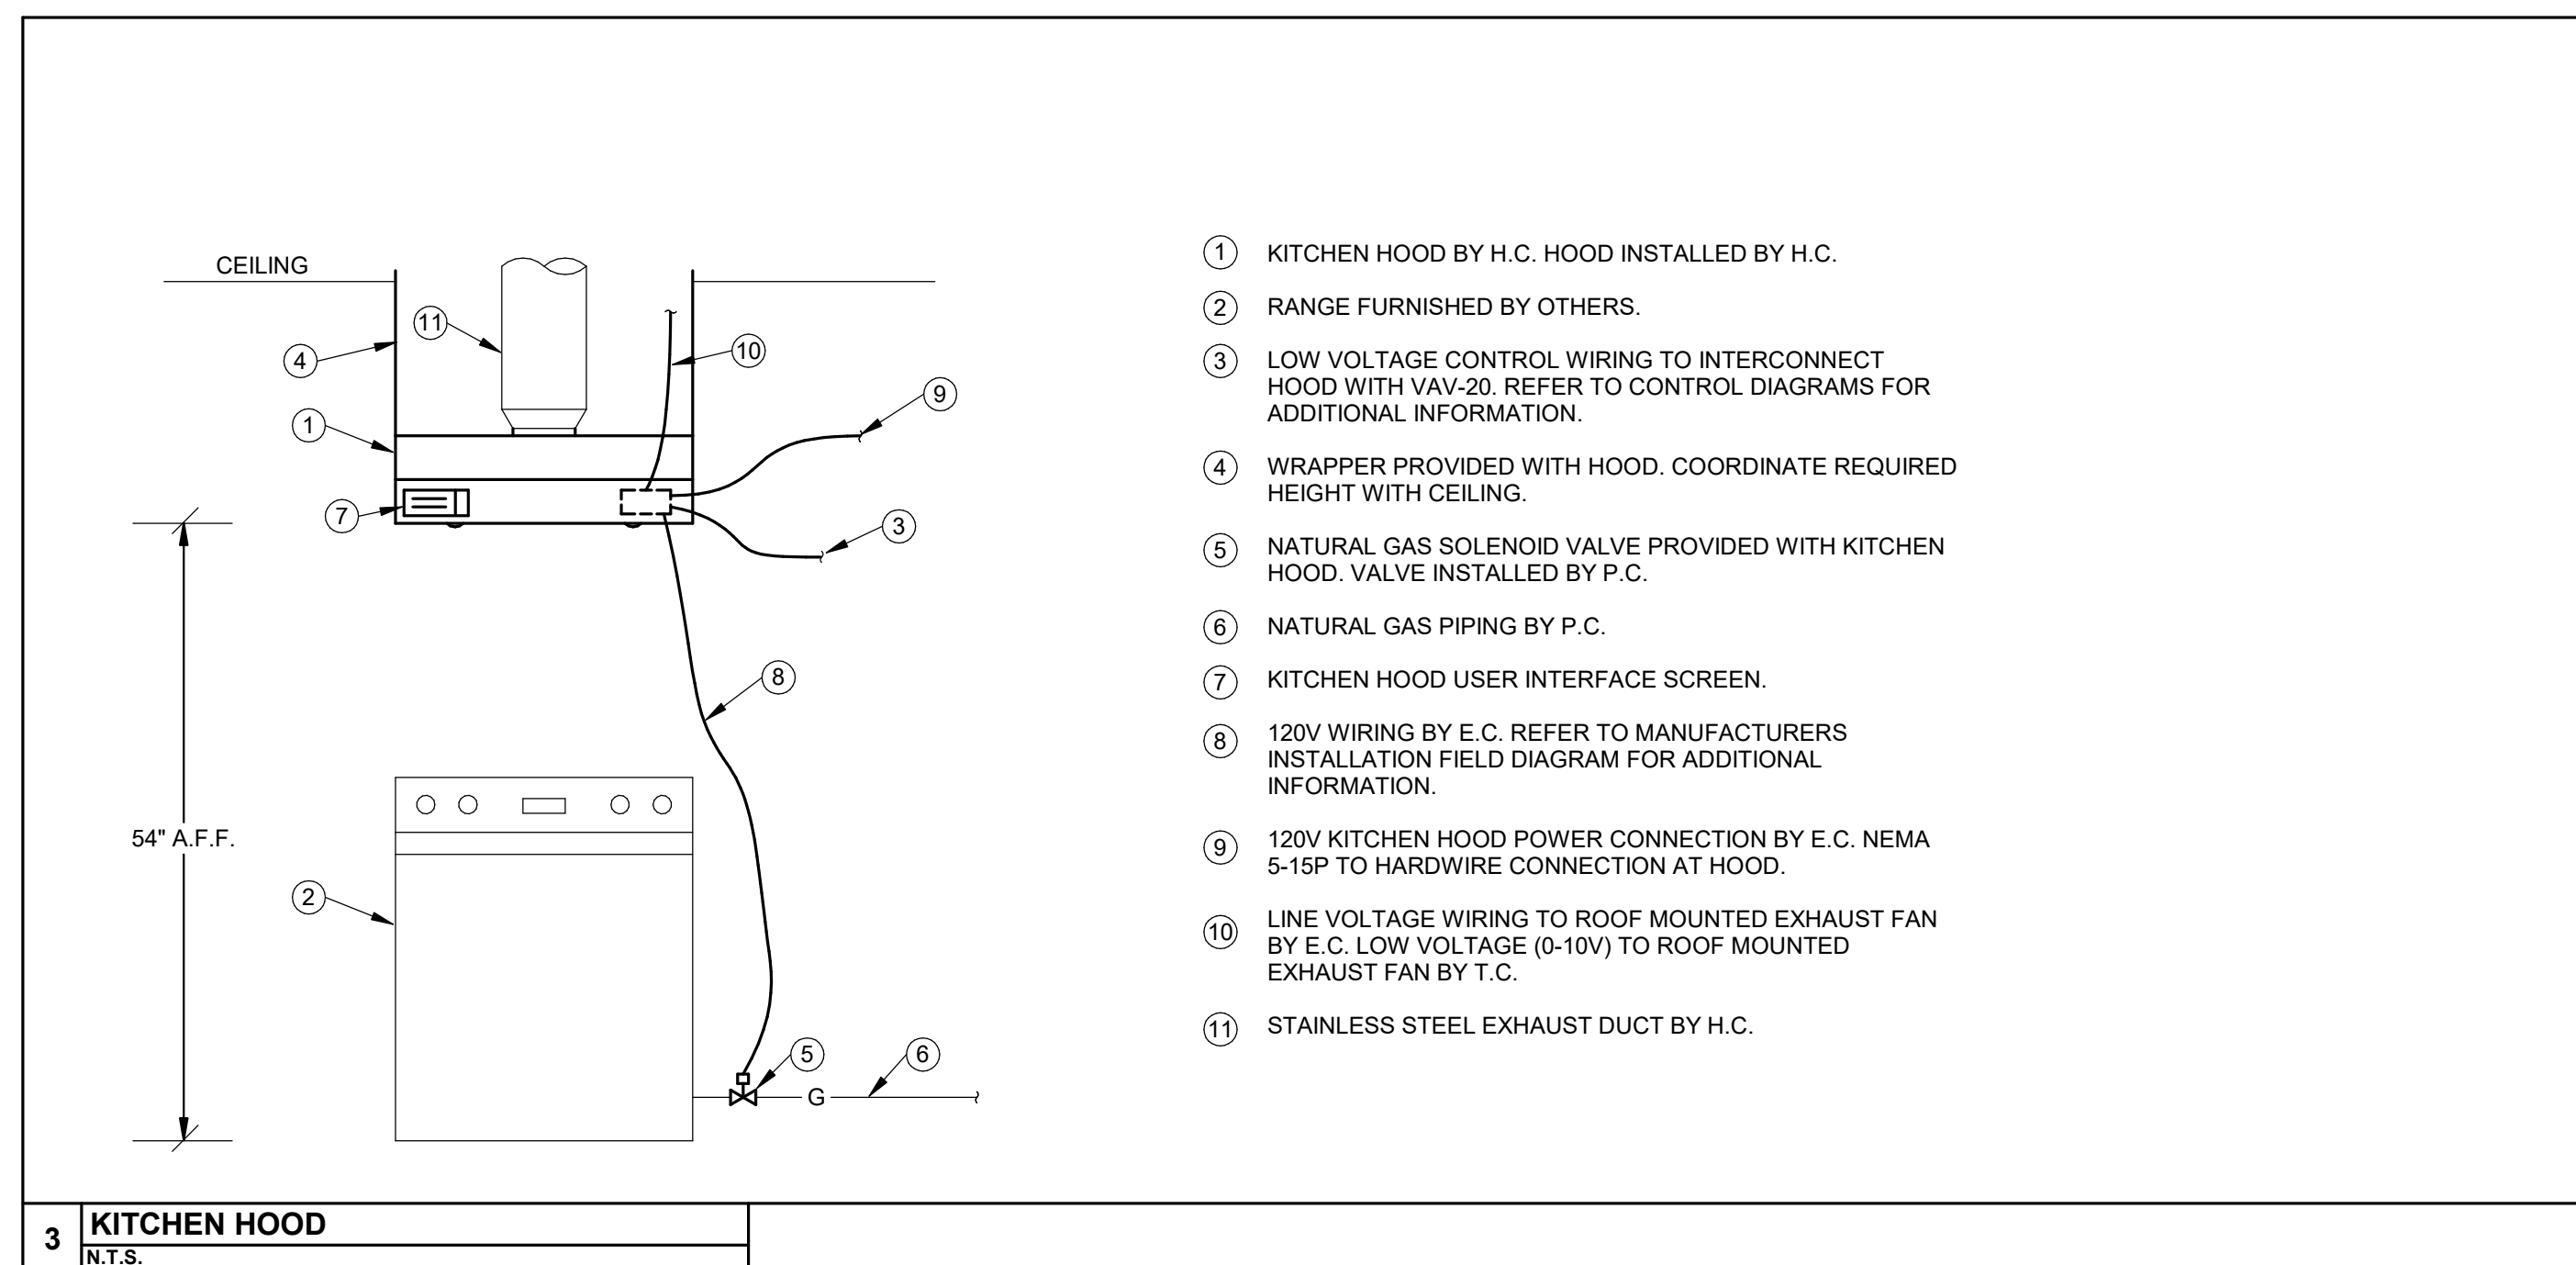 CEILING
11
4
10
9
1
7
3
8
54" A.F.F.
2
5
6
G
1 KITCHEN HOOD BY H.C. HOOD INSTALLED BY H.C.
2 RANGE FURNISHED BY OTHERS.
3 LOW VOLTAGE CONTROL WIRING TO INTERCONNECT
HOOD WITH VAV-20. REFER TO CONTROL DIAGRAMS FOR
ADDITIONAL INFORMATION.
4 WRAPPER PROVIDED WITH HOOD. COORDINATE REQUIRED
HEIGHT WITH CEILING.
5 NATURAL GAS SOLENOID VALVE PROVIDED WITH KITCHEN
HOOD. VALVE INSTALLED BY P.C.
6 NATURAL GAS PIPING BY P.C.
7 KITCHEN HOOD USER INTERFACE SCREEN.
8 120V WIRING BY E.C. REFER TO MANUFACTURERS
INSTALLATION FIELD DIAGRAM FOR ADDITIONAL
INFORMATION.
9 120V KITCHEN HOOD POWER CONNECTION BY E.C. NEMA
5-15P TO HARDWIRE CONNECTION AT HOOD.
10 LINE VOLTAGE WIRING TO ROOF MOUNTED EXHAUST FAN
BY E.C. LOW VOLTAGE (0-10V) TO ROOF MOUNTED
EXHAUST FAN BY T.C.
11 STAINLESS STEEL EXHAUST DUCT BY H.C.
3 KITCHEN HOOD
N.T.S.